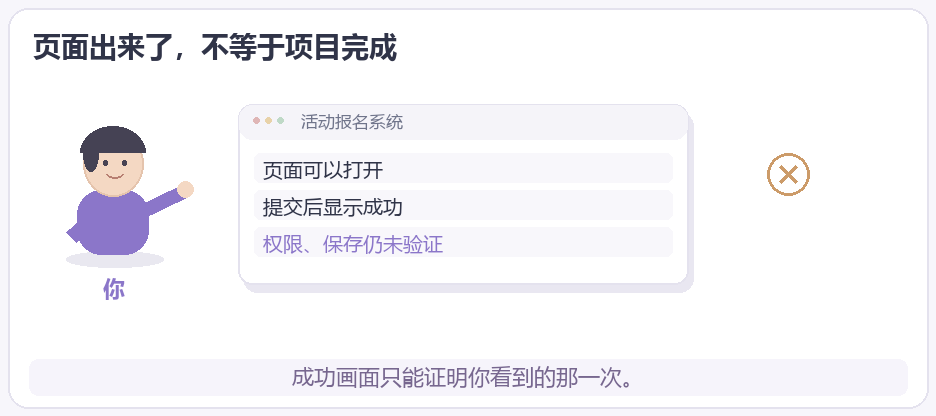 页面出来了，不等于项目完成
活动报名系统
页面可以打开
提交后显示成功
权限、保存仍未验证
你
成功画面只能证明你看到的那一次。